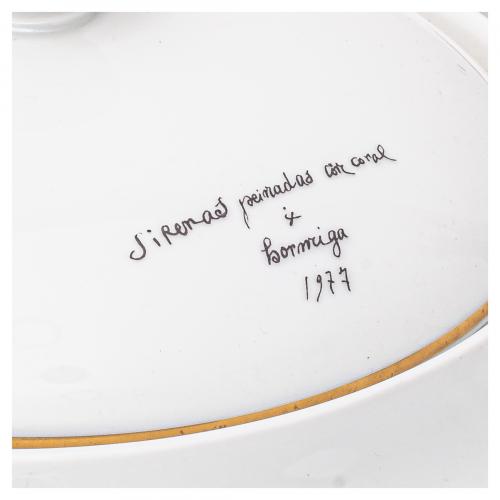 Sirenas peinadas con coral
y
hormiga
1977